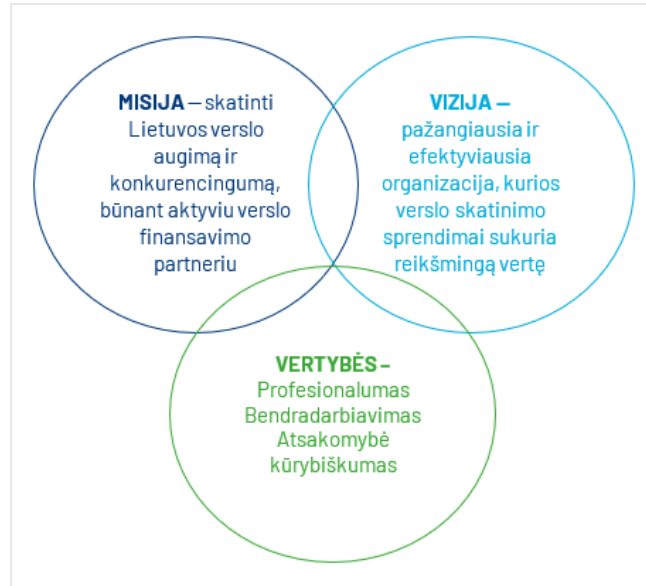 MISIJA – skatinti
Lietuvos verslo
augimą ir
konkurencingumą,
būnant aktyviu verslo
finansavimo
partneriu
VIZIJA –
pažangiausia ir
efektyviausia
organizacija, kurios
verslo skatinimo
sprendimai sukuria
reikšmingą vertę
VERTYBĖS –
Profesionalumas
Bendradarbiavimas
Atsakomybė
kūrybiškumas